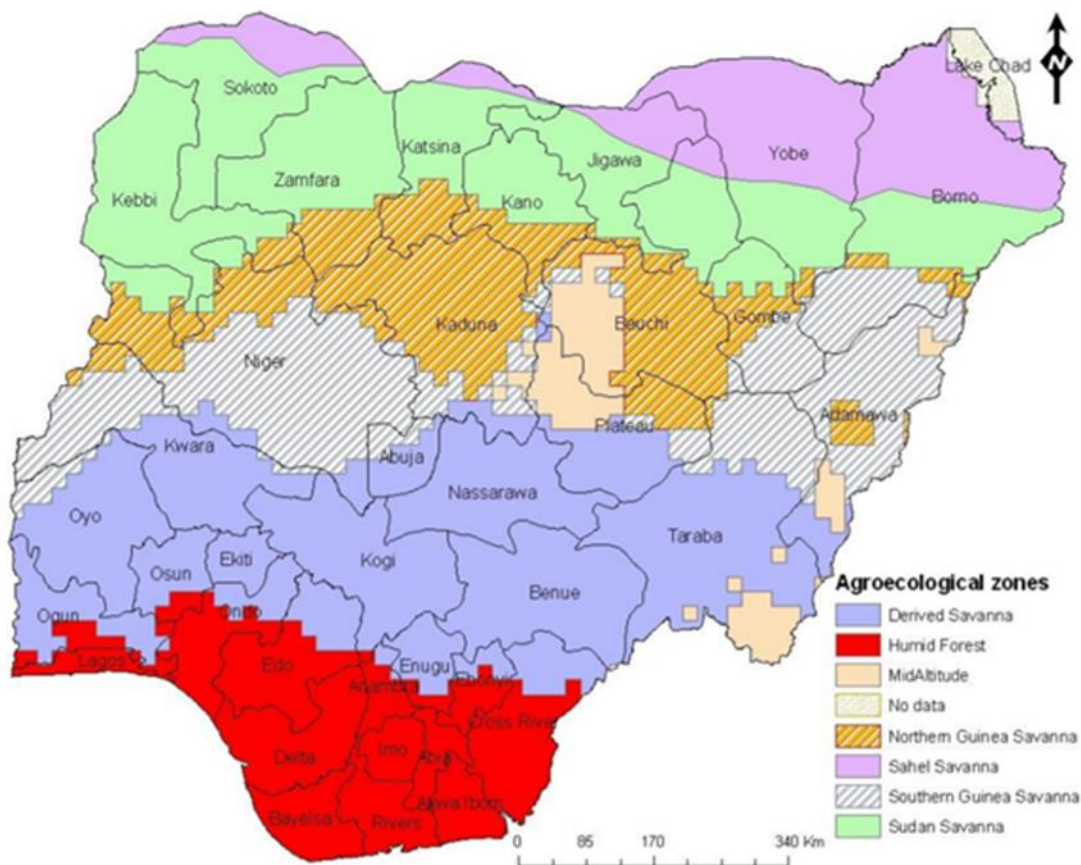 Lake Chad
N
Sokoto
Katsina
Yobe
Jigawa
Zamfara
Kebbi
Kano
Borno
Kaduna
Bauchi
Gombe
Niger
Adamawa
Plateau
Kwara
Abuja
Nassarawa
Oyo
Taraba
Kogi
Ekiti
Osun
Benue
Ogun
Ondo
Lagos
Edo
Enugu
Ebonyi
Anambra
Cross River
Imo
Abia
Delta
Akwa Ibom
Bayelsa
Rivers
Agroecological zones
Derived Savanna
Humid Forest
MidAltitude
No data
Northern Guinea Savanna
Sahel Savanna
Southern Guinea Savanna
Sudan Savanna
0 85 170 340 Km